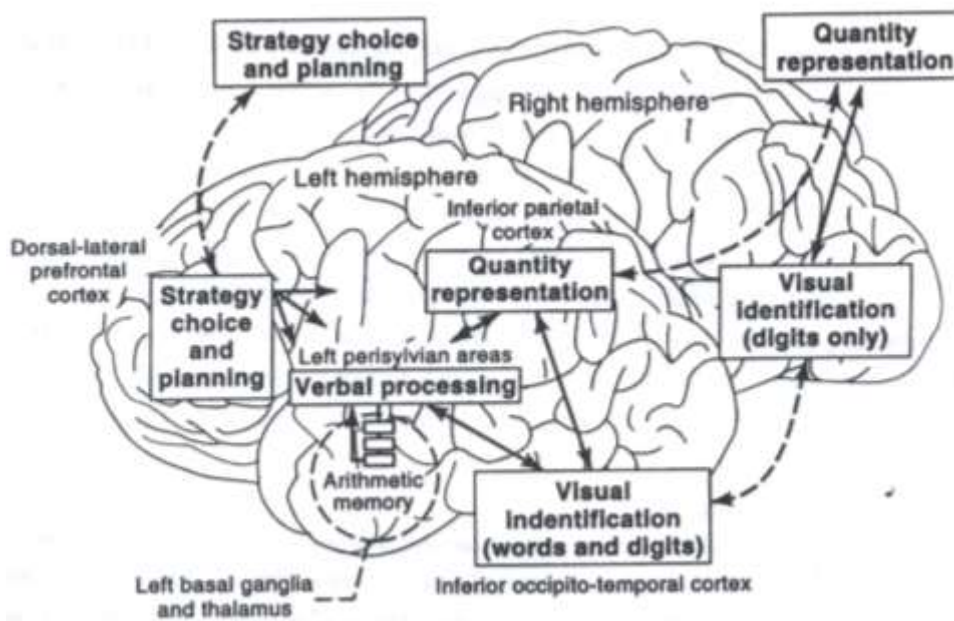 Strategy choice
and planning
Quantity
representation
Right hemisphere
Left hemisphere
Inferior parietal
cortex
Dorsal-lateral
prefrontal
cortex
Quantity
representation
Strategy
choice
and
planning
Visual
identification
(digits only)
Left perisylvian areas
Verbal processing
Arithmetic
memory
Visual
indentification
(words and digits)
Left basal ganglia
and thalamus
Inferior occipito-temporal cortex